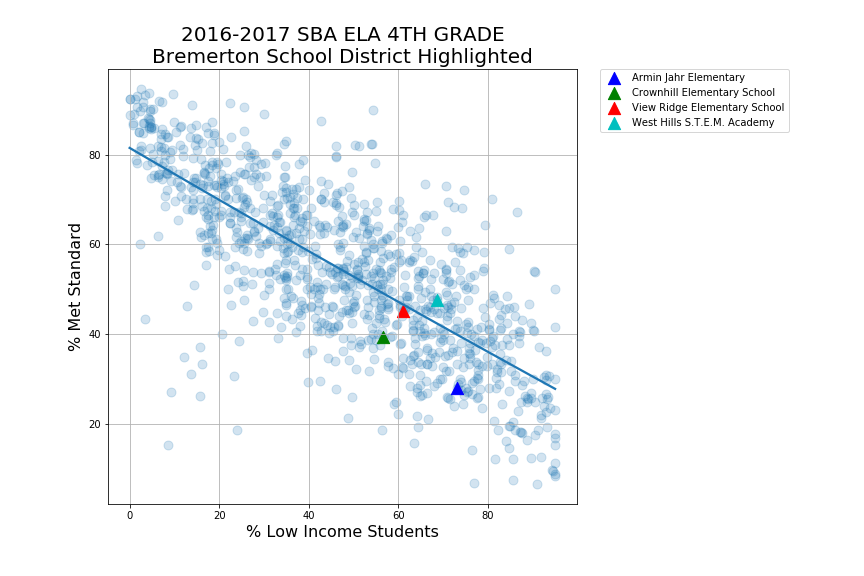 2016-2017 SBA ELA 4TH GRADE
Bremerton School District Highlighted
Armin Jahr Elementary
Crownhill Elementary School
View Ridge Elementary School
West Hills S.T.E.M. Academy
% Met Standard
80
60
40
20
0 20 40 60 80
% Low Income Students